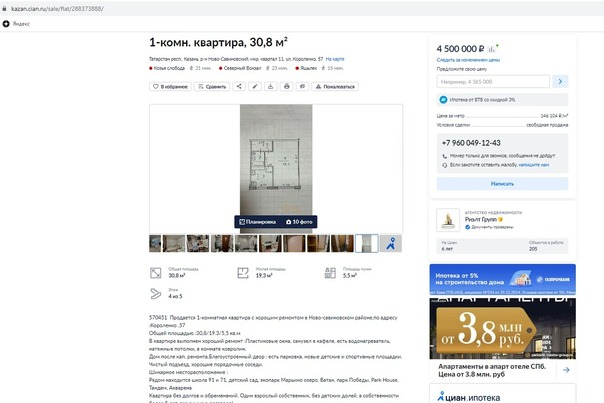 kazan.cian.ru/sale/flat/288373888/
Яндекс
1-комн. квартира, 30,8 м²
Татарстан респ., Казань, р-н Ново-Савиновский, мкр. квартал 11, ул. Короленко, 57 На карте
Козья слобода 21 мин. Северный Вокзал 23 мин. Яшьлек 15 мин.
В избранное Сравнить Пожаловаться
Планировка 10 фото
Общая площадь
30,8 м²
Жилая площадь
19,3 м²
Площадь кухни
5,5 м²
Этаж
4 из 5
570451 Продается 1-комнатная квартира с хорошим ремонтом в Ново-савиновском районе,по адресу
:Короленко ,57
Общая площадью :30,8/19,3/5,5 кв.м
В квартире выполнен хороший ремонт :Пластиковые окна, санузел в кафеле, есть водонагреватель,
натяжные потолки, в комнате ковролин.
Дом после кап. ремонта,Благоустроенный двор : есть парковка, новые детские и спортивные площадки.
Чистый подъезд, хорошие порядочные соседи.
Шикарное месторасположение :
Рядом находится школа 91 и 71, детский сад, экопарк Марьино озеро, Ватан, парк Победы, Park House,
Тандем, Акварена
Квартира без долгов и обременений. Один взрослый собственник, без детских долей, в собственности
4 500 000 ₽
Следить за изменением цены
Предложите свою цену
Например, 4 365 000
Ипотека от ВТБ со скидкой 3%
Цена за метр 146 104 ₽/м²
Условия сделки свободная продажа
+7 960 049-12-43
Номер только для звонков, сообщения не дойдут
Если захотите оставить жалобу, напишите нам
Написать
АГЕНТСТВО НЕДВИЖИМОСТИ
Риэлт Групп
Документы проверены
На Циан
6 лет
Объектов в работе
205
Ипотека от 5%
на строительство дома
ГАЗПРОМБАНК
от 3,8 млн руб.
Апартаменты в апарт отеле СПб.
Цена от 3.8 млн. руб
циан.ипотека